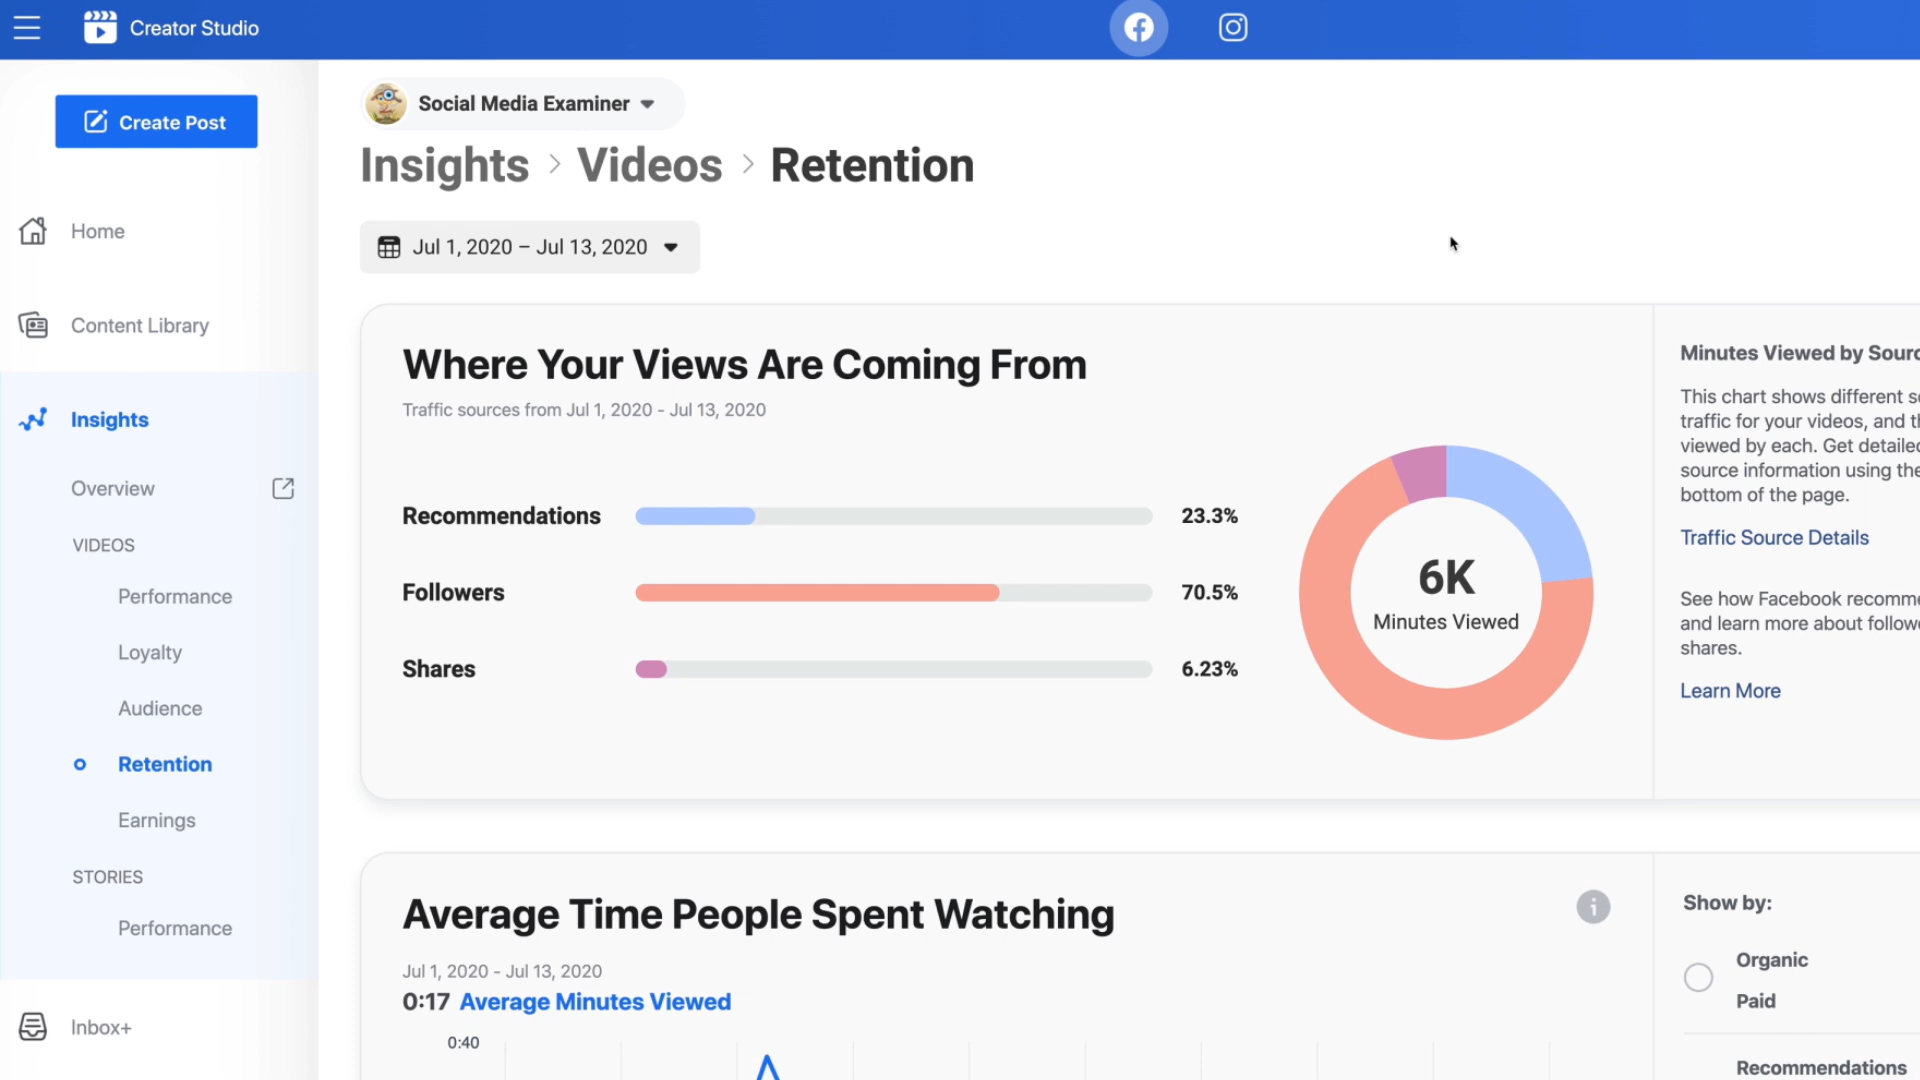 Creator Studio
Create Post
Home
Content Library
Insights
Overview
VIDEOS
Performance
Loyalty
Audience
Retention
Earnings
STORIES
Performance
Inbox+
Social Media Examiner
Insights > Videos > Retention
Jul 1, 2020 – Jul 13, 2020
Where Your Views Are Coming From
Traffic sources from Jul 1, 2020 - Jul 13, 2020
Recommendations 23.3%
Followers 70.5%
Shares 6.23%
6K
Minutes Viewed
Minutes Viewed by
This chart shows different
traffic for your videos, and
viewed by each. Get
source information using
bottom of the page.
Traffic Source Details
See how Facebook
and learn more about
shares.
Learn More
Average Time People Spent Watching
Jul 1, 2020 - Jul 13, 2020
0:17 Average Minutes Viewed
0:40
Show by:
Organic
Paid
Recommendations